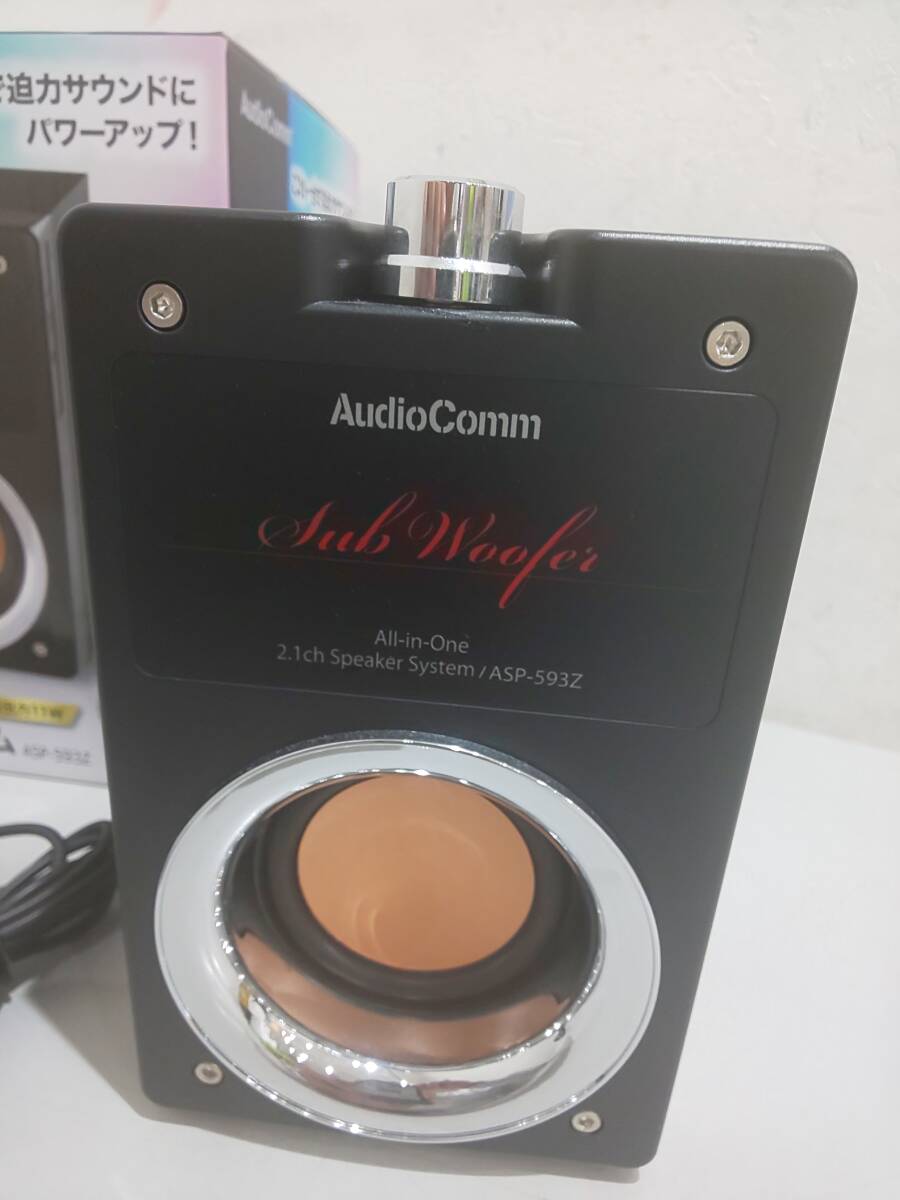 で迫力サウンドに
パワーアップ！
AudioComm
AudioComm
Sub Woofer
All-in-One
2.1ch Speaker System / ASP-593Z
ASP-593Z